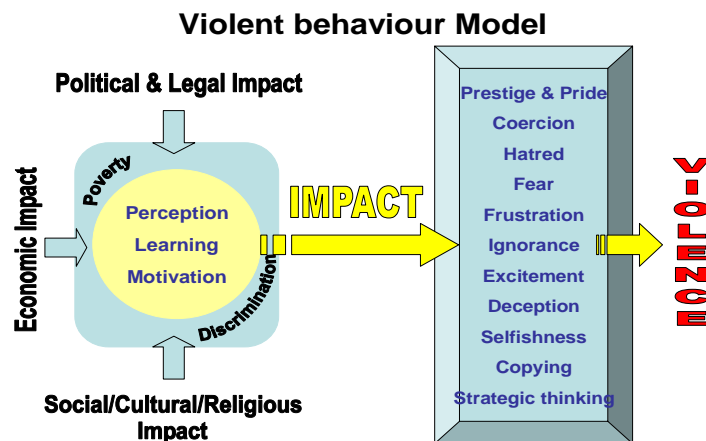 Violent behaviour Model
Political & Legal Impact
Economic Impact
Poverty
Perception
Learning
Motivation
Discrimination
Social/Cultural/Religious
Impact
IMPACT
Prestige & Pride
Coercion
Hatred
Fear
Frustration
Ignorance
Excitement
Deception
Selfishness
Copying
Strategic thinking
VIOLENCE